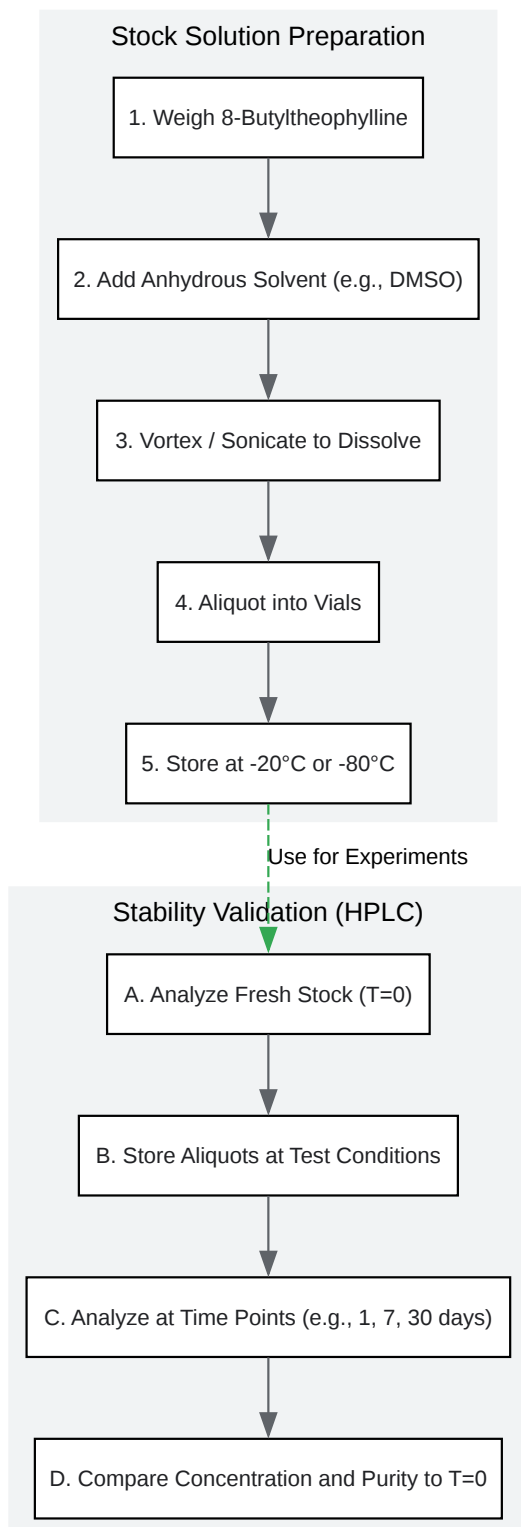 Stock Solution Preparation
1. Weigh 8-Butyltheophylline
2. Add Anhydrous Solvent (e.g., DMSO)
3. Vortex / Sonicate to Dissolve
4. Aliquot into Vials
5. Store at -20°C or -80°C
Use for Experiments
Stability Validation (HPLC)
A. Analyze Fresh Stock (T=0)
B. Store Aliquots at Test Conditions
C. Analyze at Time Points (e.g., 1, 7, 30 days)
D. Compare Concentration and Purity to T=0